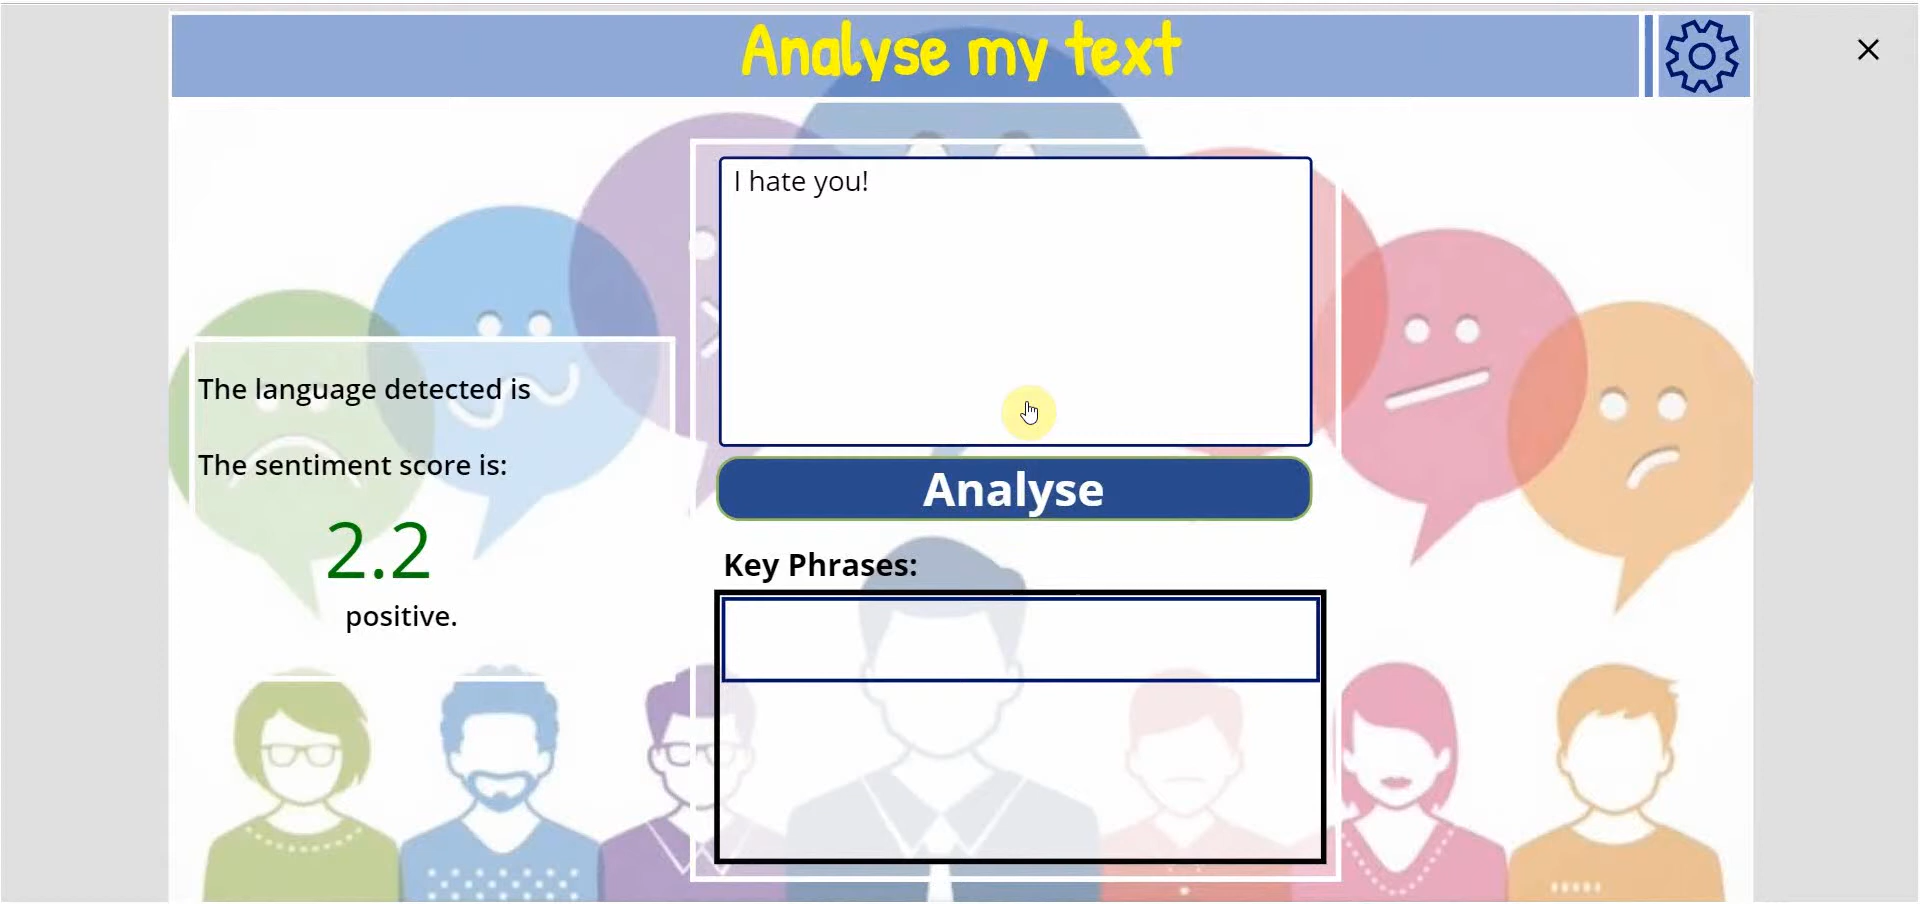 Analyse my text
I hate you!
The language detected is
The sentiment score is:
2.2
positive.
Analyse
Key Phrases: